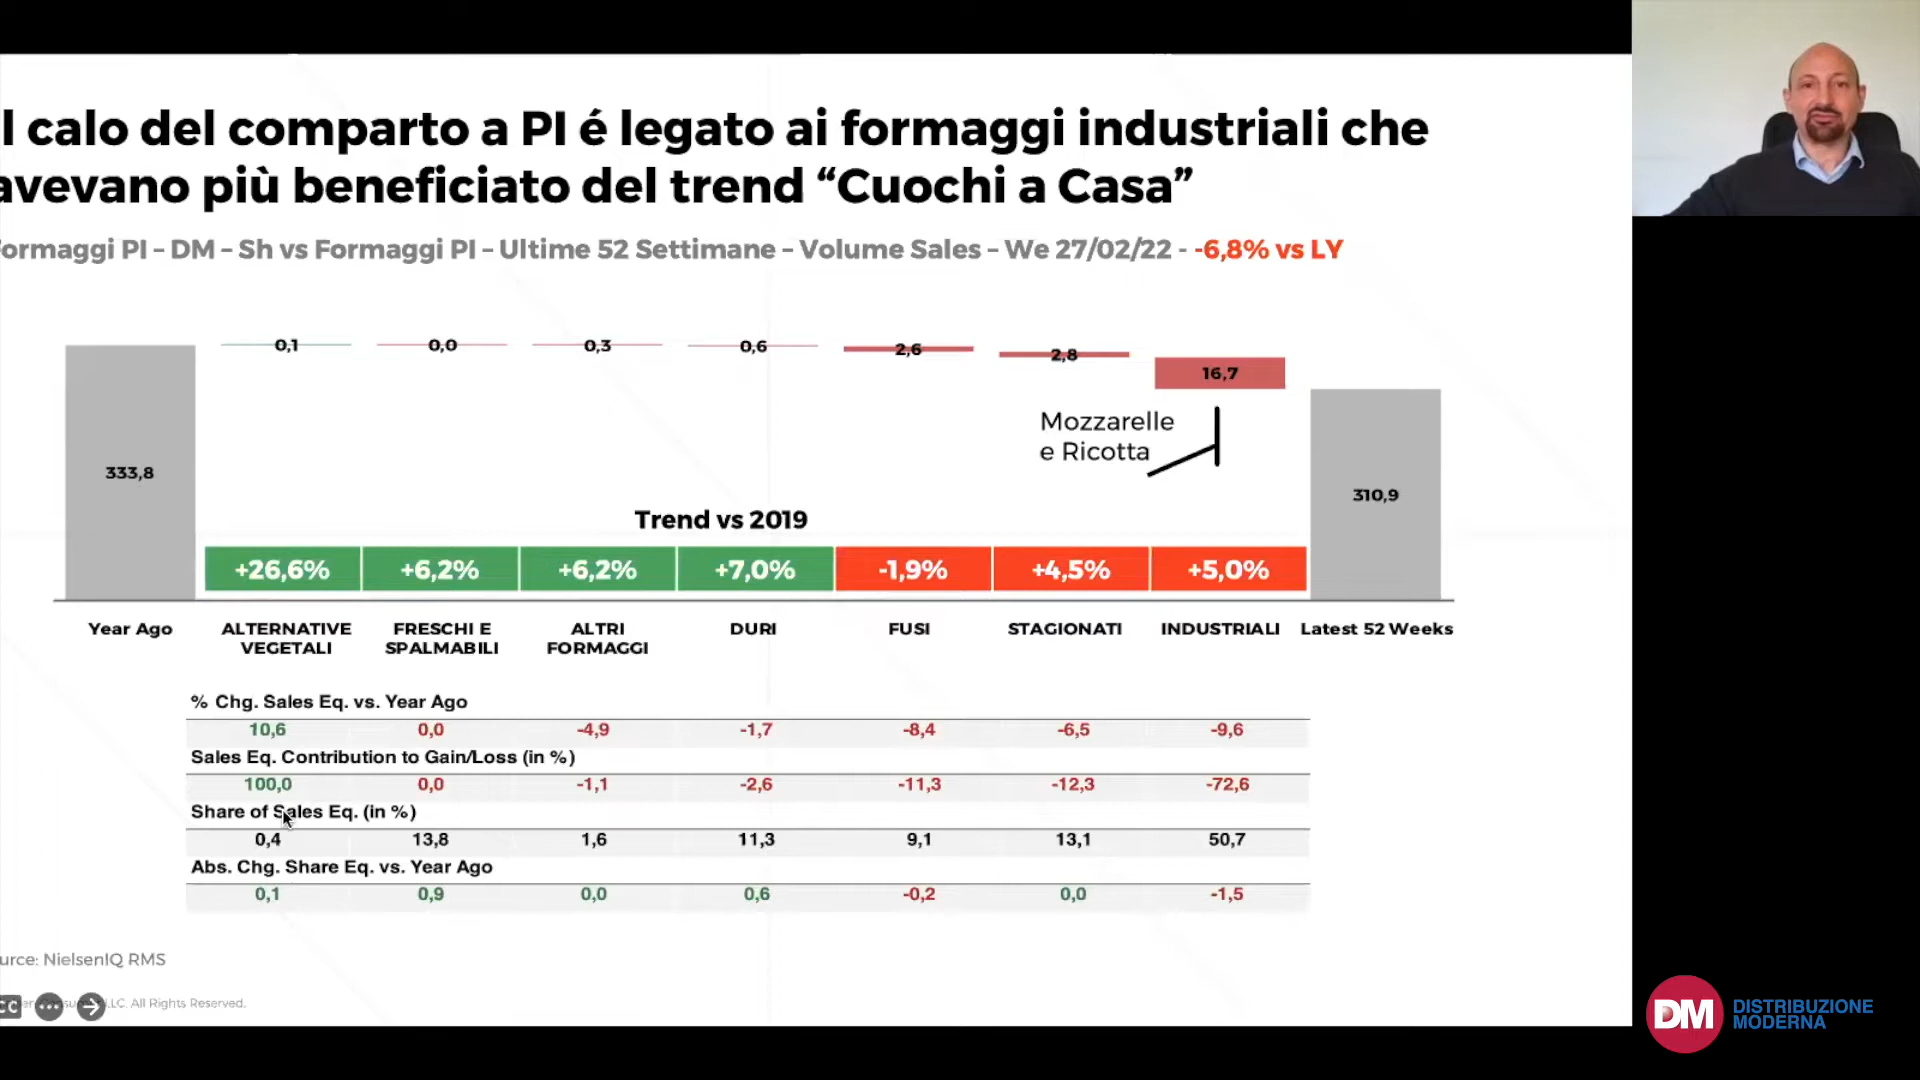 l calo del comparto a PI é legato ai formaggi industriali che
avevano più beneficiato del trend “Cuochi a Casa”
Formaggi PI – DM – Sh vs Formaggi PI – Ultime 52 Settimane – Volume Sales – We 27/02/22 - -6,8% vs LY
0,1 0,0 0,3 0,6 2,6 2,8 16,7
Mozzarelle
e Ricotta
333,8
310,9
Trend vs 2019
+26,6% +6,2% +6,2% +7,0% -1,9% +4,5% +5,0%
Year Ago ALTERNATIVE VEGETALI FRESCHI E SPALMABILI ALTRI FORMAGGI DURI FUSI STAGIONATI INDUSTRIALI Latest 52 Weeks
% Chg. Sales Eq. vs. Year Ago
10,6 0,0 -4,9 -1,7 -8,4 -6,5 -9,6
Sales Eq. Contribution to Gain/Loss (in %)
100,0 0,0 -1,1 -2,6 -11,3 -12,3 -72,6
Share of Sales Eq. (in %)
0,4 13,8 1,6 11,3 9,1 13,1 50,7
Abs. Chg. Share Eq. vs. Year Ago
0,1 0,9 0,0 0,6 -0,2 0,0 -1,5
urce: NielsenIQ RMS
LLC. All Rights Reserved.
CC
DM DISTRIBUZIONE
MODERNA